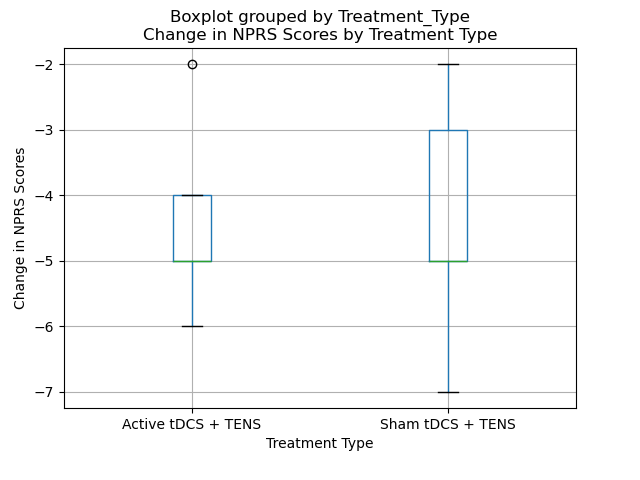 Boxplot grouped by Treatment_Type
Change in NPRS Scores by Treatment Type
−2
−3
−4
−5
−6
−7
Change in NPRS Scores
Active tDCS + TENS
Sham tDCS + TENS
Treatment Type